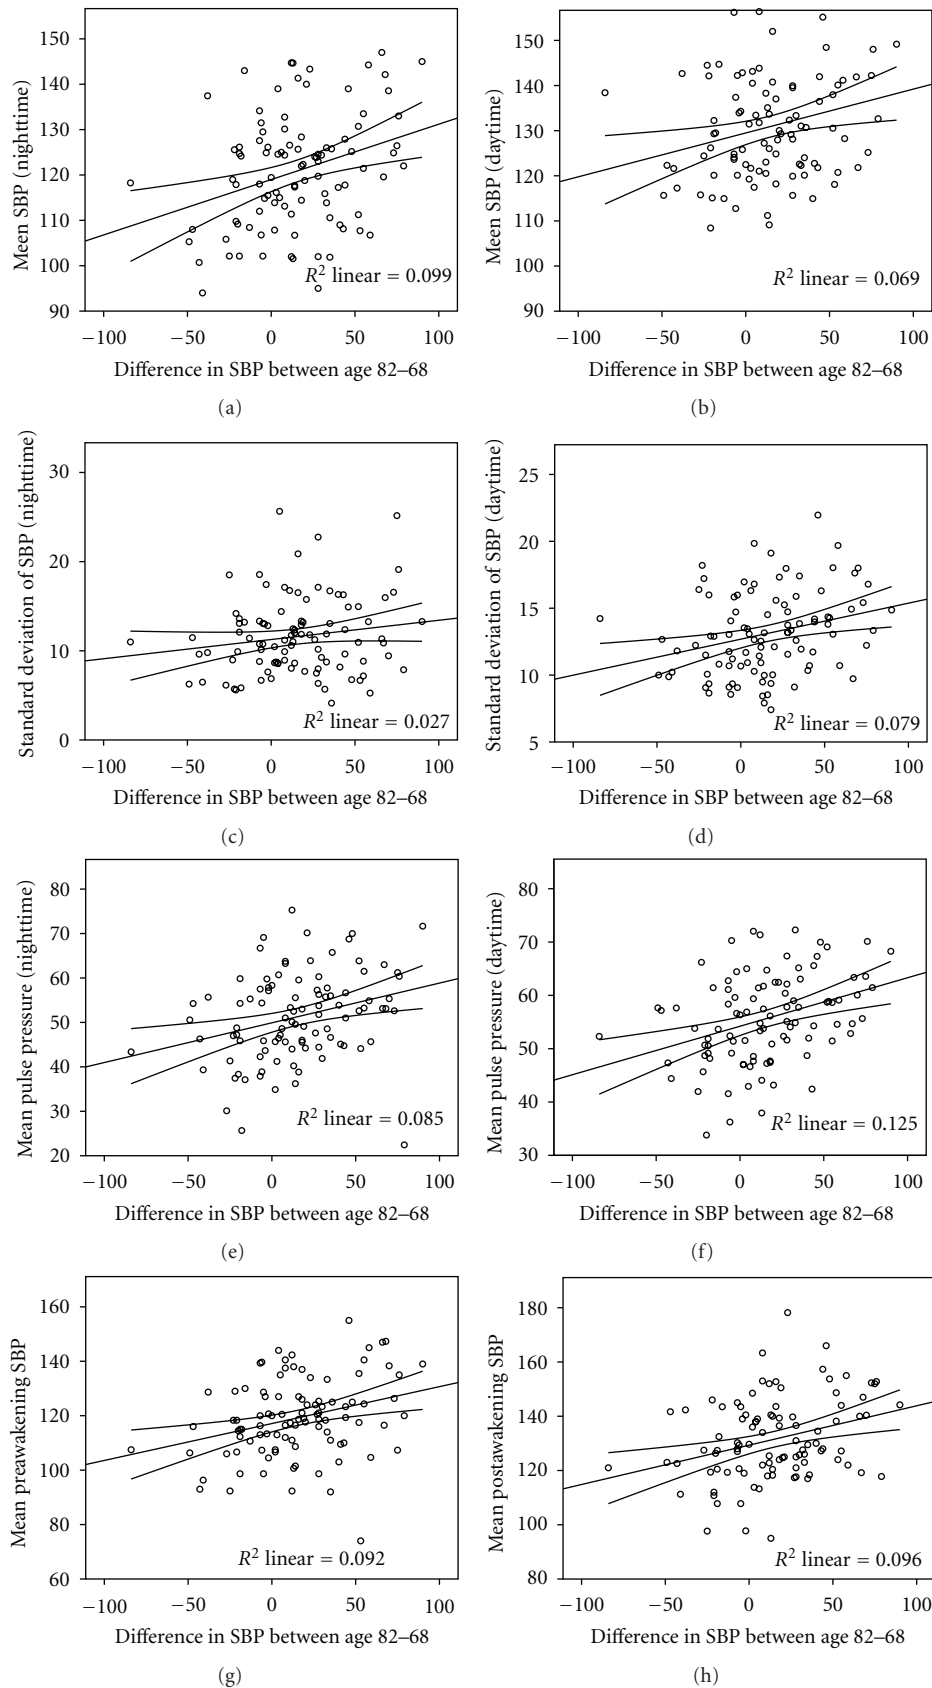 150
140
130
120
110
100
90
Meen SBP (nighttime)
R² linear = 0.099
−100 −50 0 50 100
Difference in SBP between age 82–68
(a)
150
140
130
120
110
100
90
Meen SBP (daytime)
R² linear = 0.069
−100 −50 0 50 100
Difference in SBP between age 82–68
(b)
30
20
10
0
Standard deviation of SBP (nighttime)
R² linear = 0.027
−100 −50 0 50 100
Difference in SBP between age 82–68
(c)
25
20
15
10
5
Standard deviation of SBP (daytime)
R² linear = 0.079
−100 −50 0 50 100
Difference in SBP between age 82–68
(d)
80
70
60
50
40
30
20
Mean pulse pressure (nighttime)
R² linear = 0.085
−100 −50 0 50 100
Difference in SBP between age 82–68
(e)
80
70
60
50
40
30
Mean pulse pressure (daytime)
R² linear = 0.125
−100 −50 0 50 100
Difference in SBP between age 82–68
(f)
160
140
120
100
80
60
Mean preawakening SBP
R² linear = 0.092
−100 −50 0 50 100
Difference in SBP between age 82–68
(g)
180
160
140
120
100
80
Mean postawakening SBP
R² linear = 0.096
−100 −50 0 50 100
Difference in SBP between age 82–68
(h)